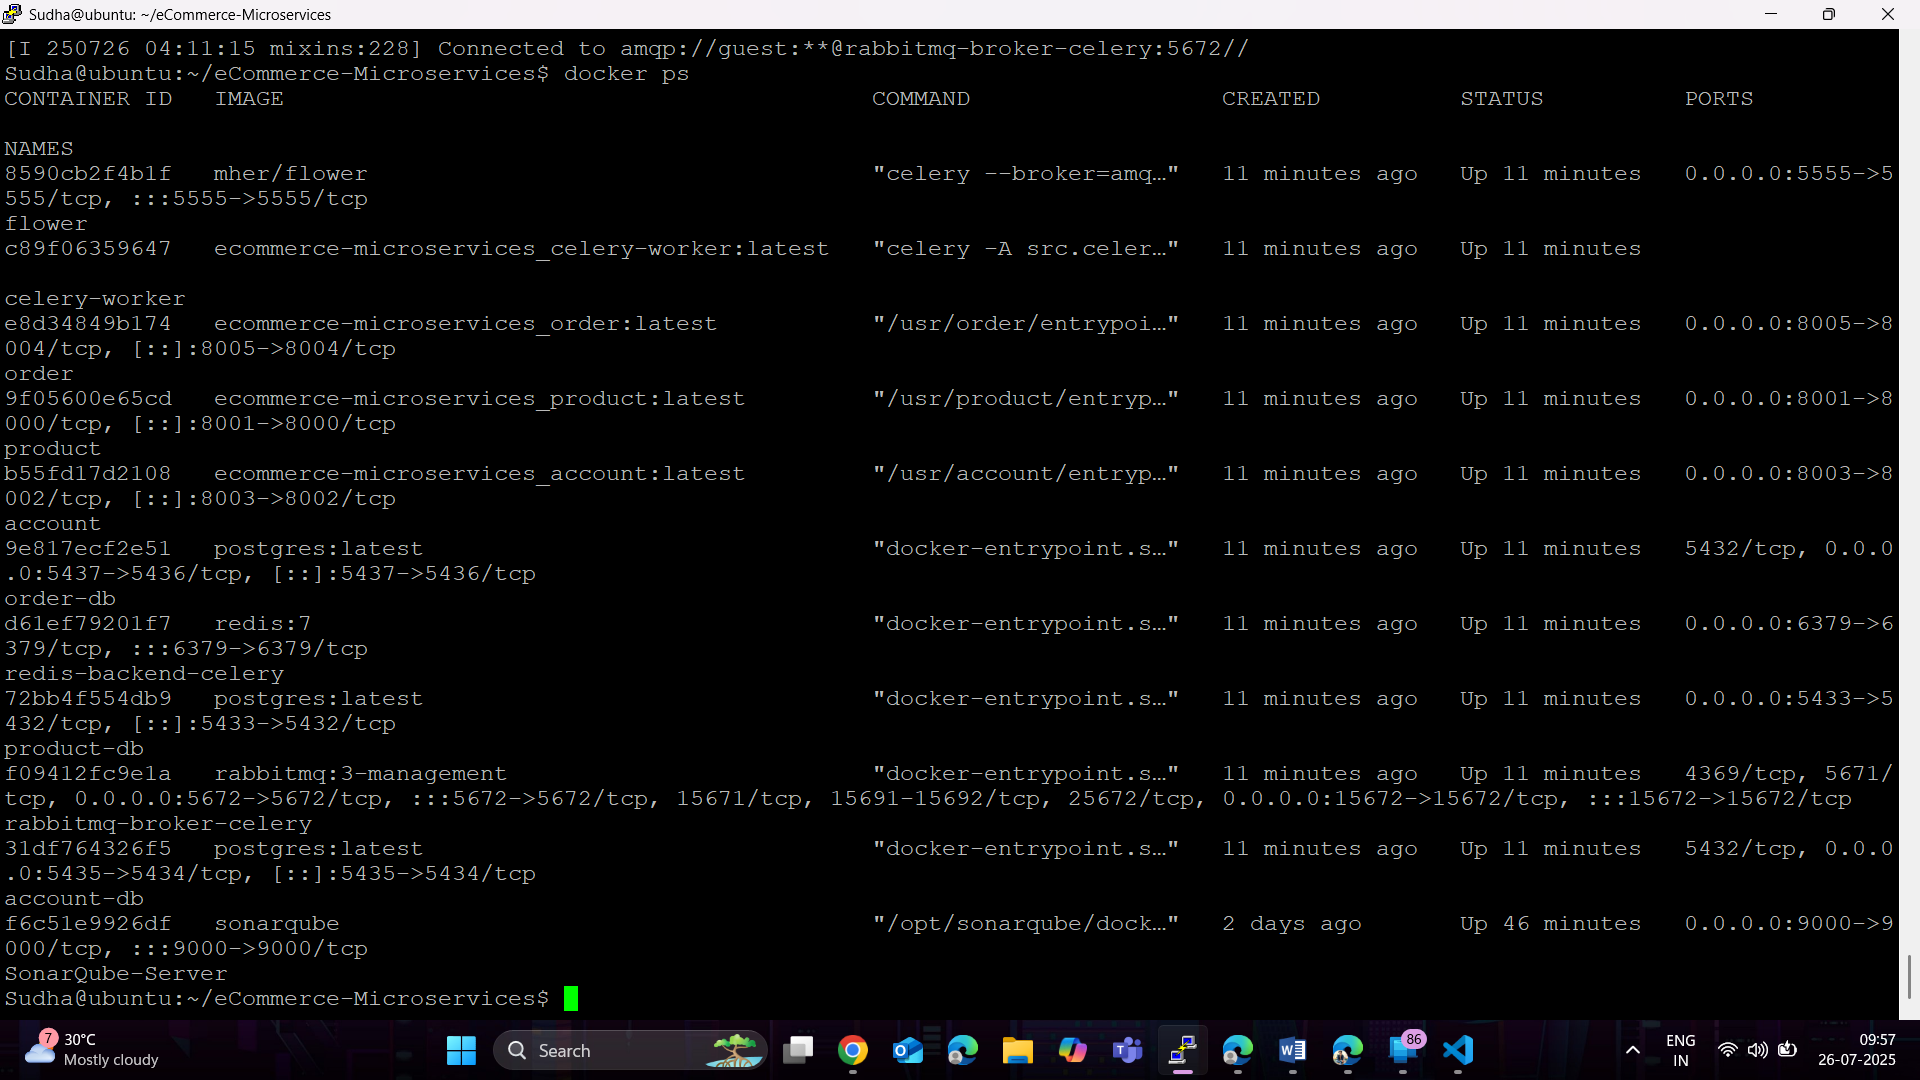 Sudha@ubuntu: ~/eCommerce-Microservices
[I 250726 04:11:15 mixins:228] Connected to amqp://guest:**@rabbitmq-broker-celery:5672//
Sudha@ubuntu:~/eCommerce-Microservices$ docker ps
CONTAINER ID   IMAGE   COMMAND   CREATED   STATUS   PORTS
NAMES
8590cb2f4b1f   mher/flower   "celery --broker=amq…"   11 minutes ago   Up 11 minutes   0.0.0.0:5555->5
555/tcp, :::5555->5555/tcp
flower
c89f06359647   ecommerce-microservices_celery-worker:latest   "celery -A src.celer…"   11 minutes ago   Up 11 minutes
celery-worker
e8d34849b174   ecommerce-microservices_order:latest   "/usr/order/entrypoi…"   11 minutes ago   Up 11 minutes   0.0.0.0:8005->8
004/tcp, [::]:8005->8004/tcp
order
9f05600e65cd   ecommerce-microservices_product:latest   "/usr/product/entryp…"   11 minutes ago   Up 11 minutes   0.0.0.0:8001->8
000/tcp, [::]:8001->8000/tcp
product
b55fd17d2108   ecommerce-microservices_account:latest   "/usr/account/entryp…"   11 minutes ago   Up 11 minutes   0.0.0.0:8003->8
002/tcp, [::]:8003->8002/tcp
account
9e817ecf2e51   postgres:latest   "docker-entrypoint.s…"   11 minutes ago   Up 11 minutes   5432/tcp, 0.0.0
.0:5437->5436/tcp, [::]:5437->5436/tcp
order-db
d61ef79201f7   redis:7   "docker-entrypoint.s…"   11 minutes ago   Up 11 minutes   0.0.0.0:6379->6
379/tcp, :::6379->6379/tcp
redis-backend-celery
72bb4f554db9   postgres:latest   "docker-entrypoint.s…"   11 minutes ago   Up 11 minutes   0.0.0.0:5433->5
432/tcp, [::]:5433->5432/tcp
product-db
f09412fc9e1a   rabbitmq:3-management   "docker-entrypoint.s…"   11 minutes ago   Up 11 minutes   4369/tcp, 5671/
tcp, 0.0.0.0:5672->5672/tcp, :::5672->5672/tcp, 15671/tcp, 15691-15692/tcp, 25672/tcp, 0.0.0.0:15672->15672/tcp, :::15672->15672/tcp
rabbitmq-broker-celery
31df764326f5   postgres:latest   "docker-entrypoint.s…"   11 minutes ago   Up 11 minutes   5432/tcp, 0.0.0
.0:5435->5434/tcp, [::]:5435->5434/tcp
account-db
f6c51e9926df   sonarqube   "/opt/sonarqube/dock…"   2 days ago   Up 46 minutes   0.0.0.0:9000->9
000/tcp, :::9000->9000/tcp
SonarQube-Server
Sudha@ubuntu:~/eCommerce-Microservices$
7
30°C
Mostly cloudy
Search
86
ENG
IN
09:57
26-07-2025